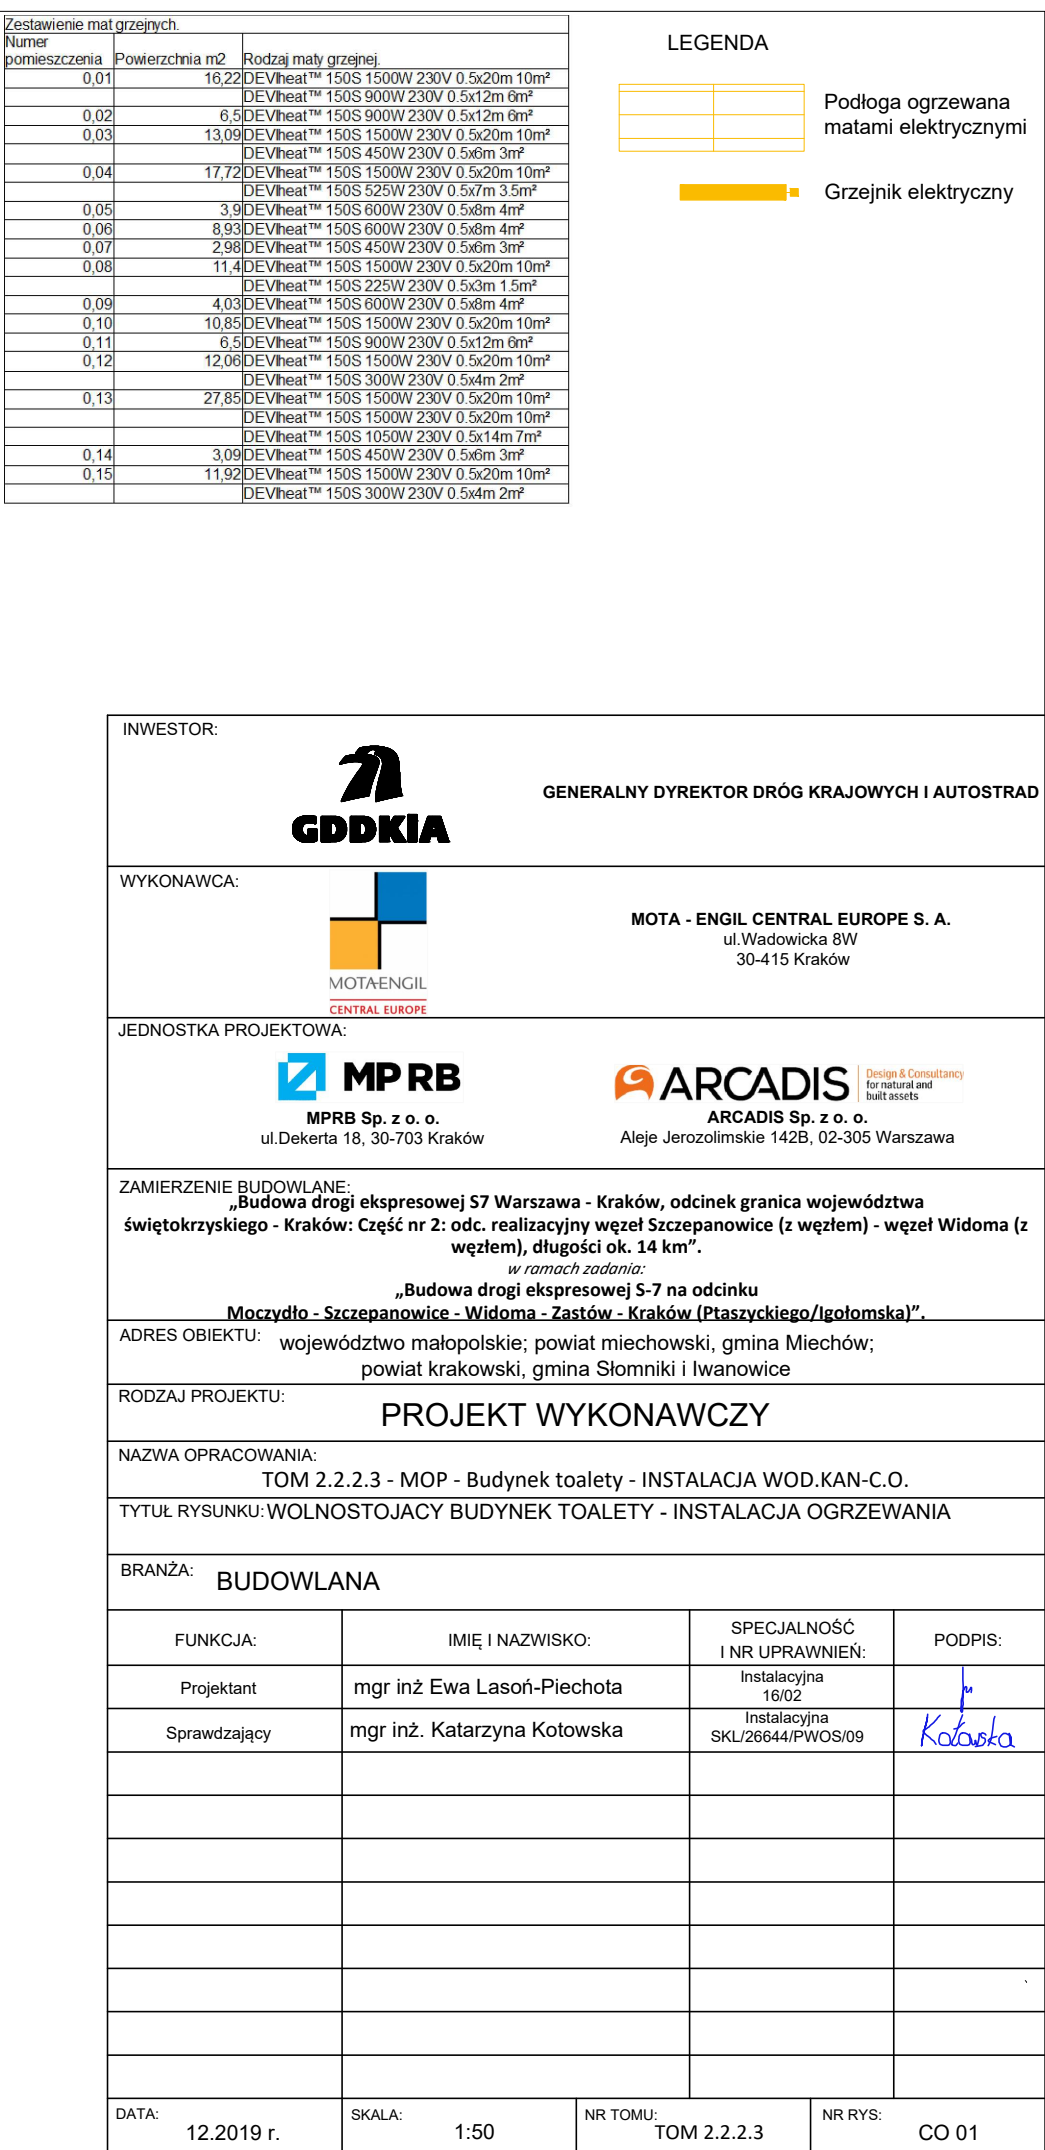 Zestawienie mat grzejnych.
Numer
pomieszczenia Powierzchnia m2 Rodzaj maty grzejnej.
0,01 16,22 DEVIheat™ 150S 1500W 230V 0.5x20m 10m²
DEVIheat™ 150S 900W 230V 0.5x12m 6m²
0,02 6,5 DEVIheat™ 150S 900W 230V 0.5x12m 6m²
0,03 13,09 DEVIheat™ 150S 1500W 230V 0.5x20m 10m²
DEVIheat™ 150S 450W 230V 0.5x6m 3m²
0,04 17,72 DEVIheat™ 150S 1500W 230V 0.5x20m 10m²
DEVIheat™ 150S 525W 230V 0.5x7m 3.5m²
0,05 3,9 DEVIheat™ 150S 600W 230V 0.5x8m 4m²
0,06 8,93 DEVIheat™ 150S 600W 230V 0.5x8m 4m²
0,07 2,98 DEVIheat™ 150S 450W 230V 0.5x6m 3m²
0,08 11,4 DEVIheat™ 150S 1500W 230V 0.5x20m 10m²
DEVIheat™ 150S 225W 230V 0.5x3m 1.5m²
0,09 4,03 DEVIheat™ 150S 600W 230V 0.5x8m 4m²
0,10 10,85 DEVIheat™ 150S 1500W 230V 0.5x20m 10m²
0,11 6,5 DEVIheat™ 150S 900W 230V 0.5x12m 6m²
0,12 12,06 DEVIheat™ 150S 1500W 230V 0.5x20m 10m²
DEVIheat™ 150S 300W 230V 0.5x4m 2m²
0,13 27,85 DEVIheat™ 150S 1500W 230V 0.5x20m 10m²
DEVIheat™ 150S 1500W 230V 0.5x20m 10m²
DEVIheat™ 150S 1050W 230V 0.5x14m 7m²
0,14 3,09 DEVIheat™ 150S 450W 230V 0.5x6m 3m²
0,15 11,92 DEVIheat™ 150S 1500W 230V 0.5x20m 10m²
DEVIheat™ 150S 300W 230V 0.5x4m 2m²
LEGENDA
Podłoga ogrzewana
matami elektrycznymi
Grzejnik elektryczny
INWESTOR:
GDDKiA
GENERALNY DYREKTOR DRÓG KRAJOWYCH I AUTOSTRAD
WYKONAWCA:
MOTA-ENGIL
CENTRAL EUROPE
MOTA - ENGIL CENTRAL EUROPE S. A.
ul.Wadowicka 8W
30-415 Kraków
JEDNOSTKA PROJEKTOWA:
MPRB
MPRB Sp. z o. o.
ul.Dekerta 18, 30-703 Kraków
ARCADIS
Design & Consultancy
for natural and
built assets
ARCADIS Sp. z o. o.
Aleje Jerozolimskie 142B, 02-305 Warszawa
ZAMIERZENIE BUDOWLANE:
„Budowa drogi ekspresowej S7 Warszawa - Kraków, odcinek granica województwa
świętokrzyskiego - Kraków: Część nr 2: odc. realizacyjny węzeł Szczepanowice (z węzłem) - węzeł Widoma (z
węzłem), długości ok. 14 km”.
w ramach zadania:
„Budowa drogi ekspresowej S-7 na odcinku
Moczydło - Szczepanowice - Widoma - Zastów - Kraków (Ptaszyckiego/Igołomska)”.
ADRES OBIEKTU: województwo małopolskie; powiat miechowski, gmina Miechów;
powiat krakowski, gmina Słomniki i Iwanowice
RODZAJ PROJEKTU:
PROJEKT WYKONAWCZY
NAZWA OPRACOWANIA:
TOM 2.2.2.3 - MOP - Budynek toalety - INSTALACJA WOD.KAN-C.O.
TYTUŁ RYSUNKU: WOLNOSTOJACY BUDYNEK TOALETY - INSTALACJA OGRZEWANIA
BRANŻA: BUDOWLANA
FUNKCJA: IMIĘ I NAZWISKO: SPECJALNOŚĆ I NR UPRAWNIEŃ: PODPIS:
Projektant mgr inż Ewa Lasoń-Piechota Instalacyjna 16/02
Sprawdzający mgr inż. Katarzyna Kotowska Instalacyjna SKL/26644/PWOS/09 Kotowska
DATA: 12.2019 r. SKALA: 1:50 NR TOMU: TOM 2.2.2.3 NR RYS: CO 01